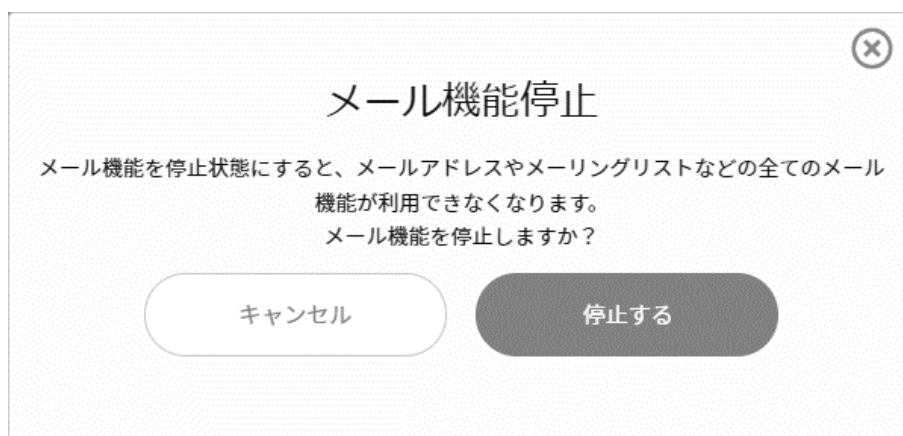 メール機能停止
メール機能を停止状態にすると、メールアドレスやメーリングリストなどの全てのメール
機能が利用できなくなります。
メール機能を停止しますか？
キャンセル
停止する